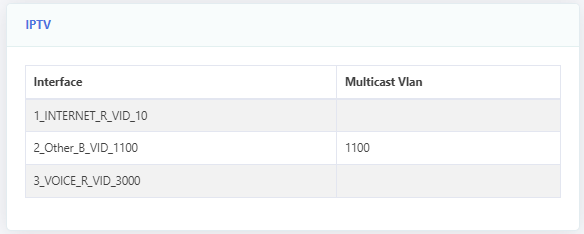 IPTV
Interface Multicast Vlan
1_INTERNET_R_VID_10
2_Other_B_VID_1100 1100
3_VOICE_R_VID_3000